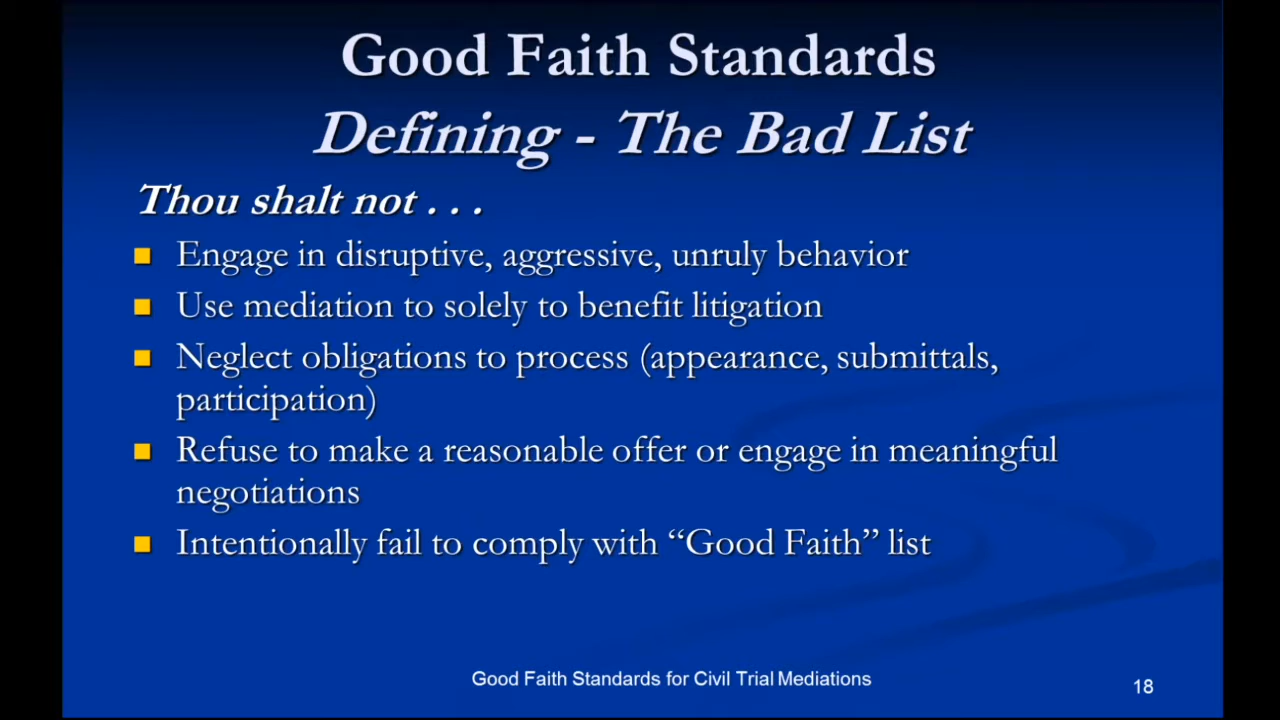 Good Faith Standards
Defining - The Bad List
Thou shalt not . . .
Engage in disruptive, aggressive, unruly behavior
Use mediation to solely to benefit litigation
Neglect obligations to process (appearance, submittals,
participation)
Refuse to make a reasonable offer or engage in meaningful
negotiations
Intentionally fail to comply with “Good Faith” list
Good Faith Standards for Civil Trial Mediations
18